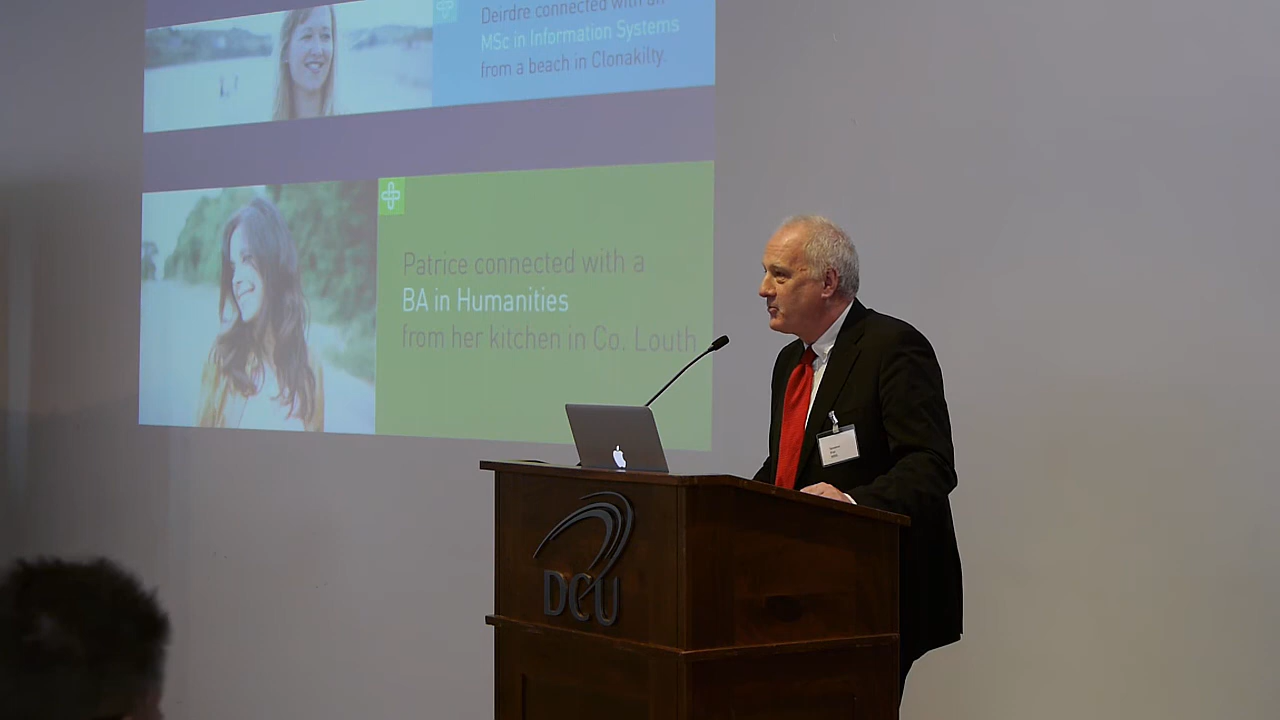 Deirdre connected with an
MSc in Information Systems
from a beach in Clonakilty.
Patrice connected with a
BA in Humanities
from her kitchen in Co. Louth
DCU